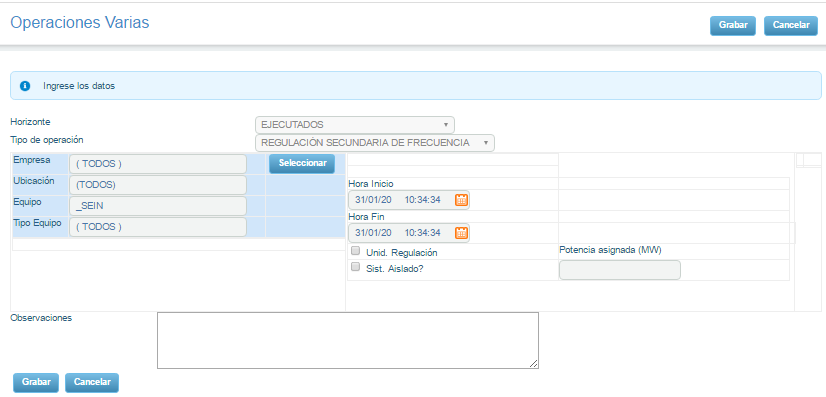 Operaciones Varias
Grabar Cancelar
Ingrese los datos
Horizonte EJECUTADOS
Tipo de operación REGULACIÓN SECUNDARIA DE FRECUENCIA
Empresa ( TODOS ) Seleccionar
Ubicación (TODOS)
Equipo _SEIN
Tipo Equipo ( TODOS )
Hora Inicio
31/01/20 10:34:34
Hora Fin
31/01/20 10:34:34
Unid. Regulación Potencia asignada (MW)
Sist. Aislado?
Observaciones
Grabar Cancelar